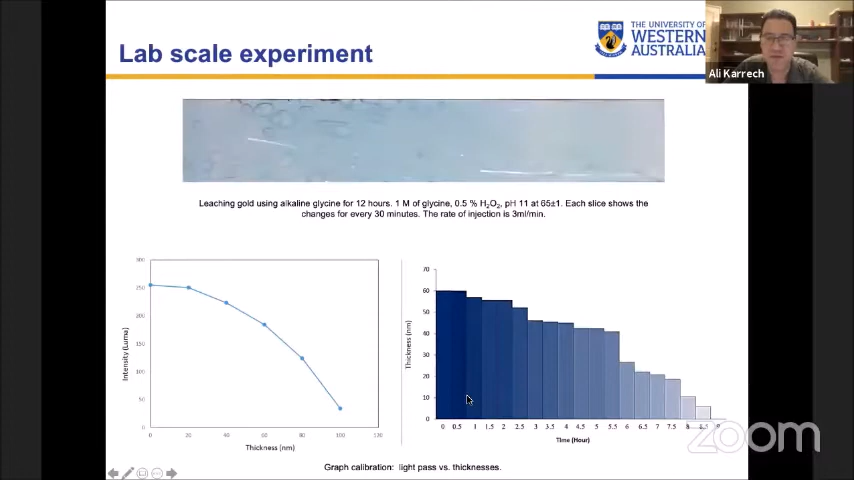 Lab scale experiment
THE UNIVERSITY OF
WESTERN
AUSTRALIA
Ali Karrech
Leaching gold using alkaline glycine for 12 hours. 1 M of glycine, 0.5 % H₂O₂, pH 11 at 65±1. Each slice shows the
changes for every 30 minutes. The rate of injection is 3ml/min.
Intensity (Luma)
300
250
200
150
100
50
0
0 20 40 60 80 100 120
Thickness (nm)
Thickness (nm)
70
60
50
40
30
20
10
0
0 0.5 1 1.5 2 2.5 3 3.5 4 4.5 5 5.5 6 6.5 7 7.5 8 8.5 9
Time (Hour)
zoom
Graph calibration: light pass vs. thicknesses.